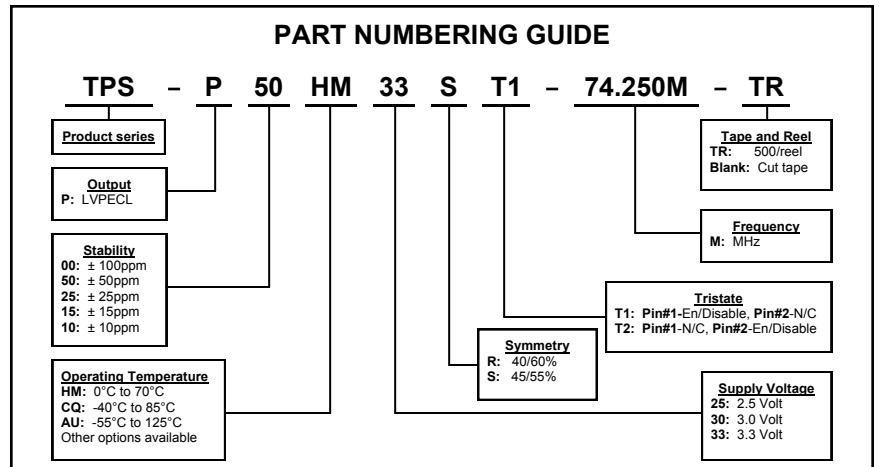 PART NUMBERING GUIDE
TPS – P 50 HM 33 S T1 – 74.250M – TR
Product series
Output
P: LVPECL
Stability
00: ± 100ppm
50: ± 50ppm
25: ± 25ppm
15: ± 15ppm
10: ± 10ppm
Operating Temperature
HM: 0°C to 70°C
CQ: -40°C to 85°C
AU: -55°C to 125°C
Other options available
Symmetry
R: 40/60%
S: 45/55%
Tape and Reel
TR: 500/reel
Blank: Cut tape
Frequency
M: MHz
Tristate
T1: Pin#1-En/Disable, Pin#2-N/C
T2: Pin#1-N/C, Pin#2-En/Disable
Supply Voltage
25: 2.5 Volt
30: 3.0 Volt
33: 3.3 Volt